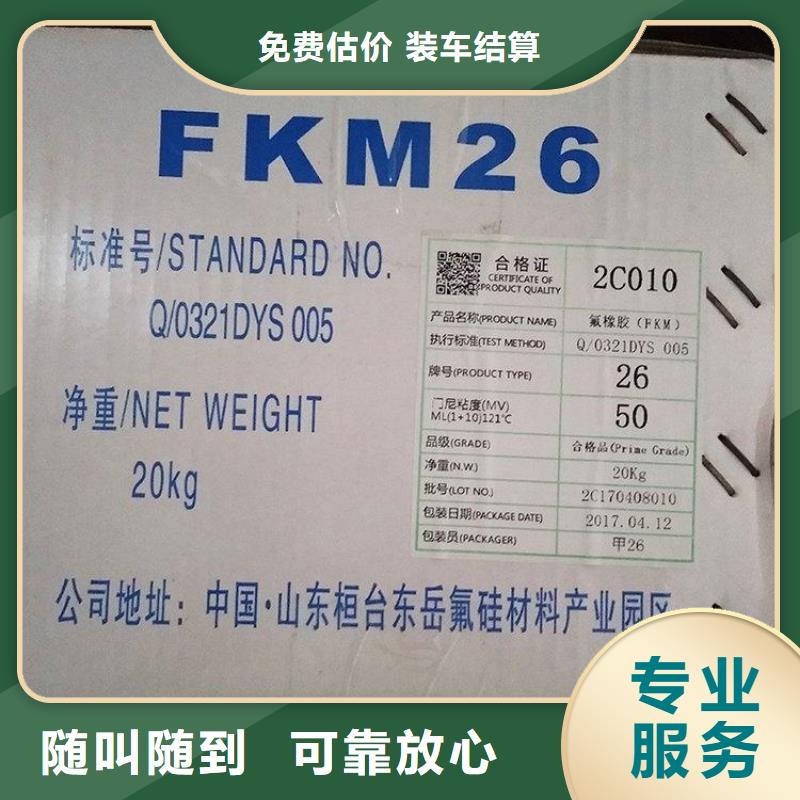 免费估价 装车结算
FKM26
标准号/STANDARD NO.
Q/0321DYS 005
净重/NET WEIGHT
20kg
合格证
CERTIFICATE OF
PRODUCT QUALITY
2C010
产品名称(PRODUCT NAME) 氟橡胶(FKM)
执行标准(TEST METHOD) Q/0321DYS 005
牌号(PRODUCT TYPE) 26
门尼粘度(MV)
ML(1+10)121℃
50
品级(GRADE) 合格品(Prime Grade)
净重(N.W.) 20Kg
批号(LOT NO.) 2C170408010
包装日期(PACKAGE DATE) 2017.04.12
包装员(PACKAGER) 甲26
公司地址: 中国·山东桓台东岳氟硅材料产业园区
专业
服务
随叫随到 可靠放心